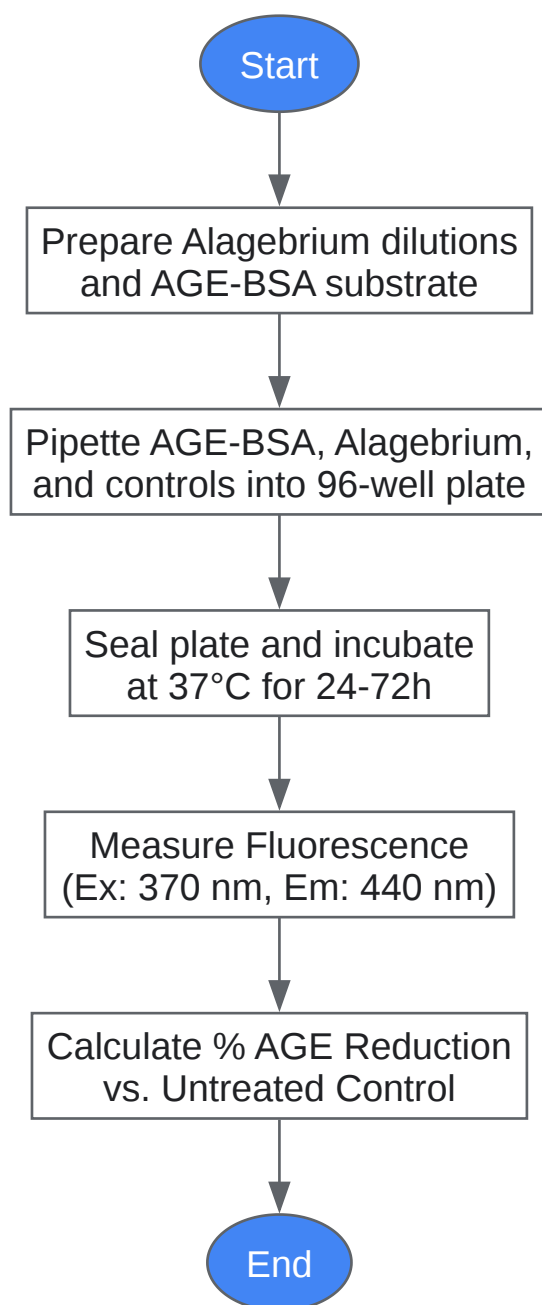 Start
Prepare Alagebrium dilutions
and AGE-BSA substrate
Pipette AGE-BSA, Alagebrium,
and controls into 96-well plate
Seal plate and incubate
at 37°C for 24-72h
Measure Fluorescence
(Ex: 370 nm, Em: 440 nm)
Calculate % AGE Reduction
vs. Untreated Control
End